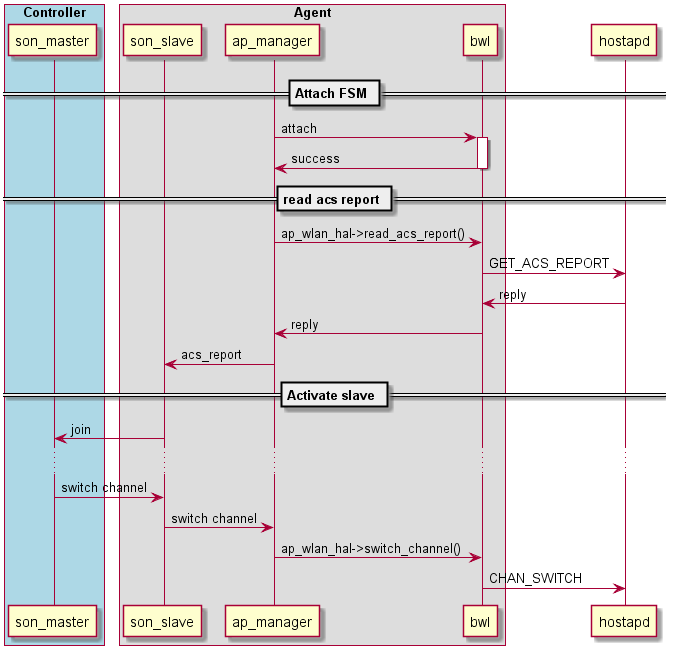 Controller
Agent
son_master
son_slave
ap_manager
bwl
hostapd
Attach FSM
attach
success
read acs report
ap_wlan_hal->read_acs_report()
GET_ACS_REPORT
reply
reply
acs_report
Activate slave
join
switch channel
switch channel
ap_wlan_hal->switch_channel()
CHAN_SWITCH
son_master
son_slave
ap_manager
bwl
hostapd